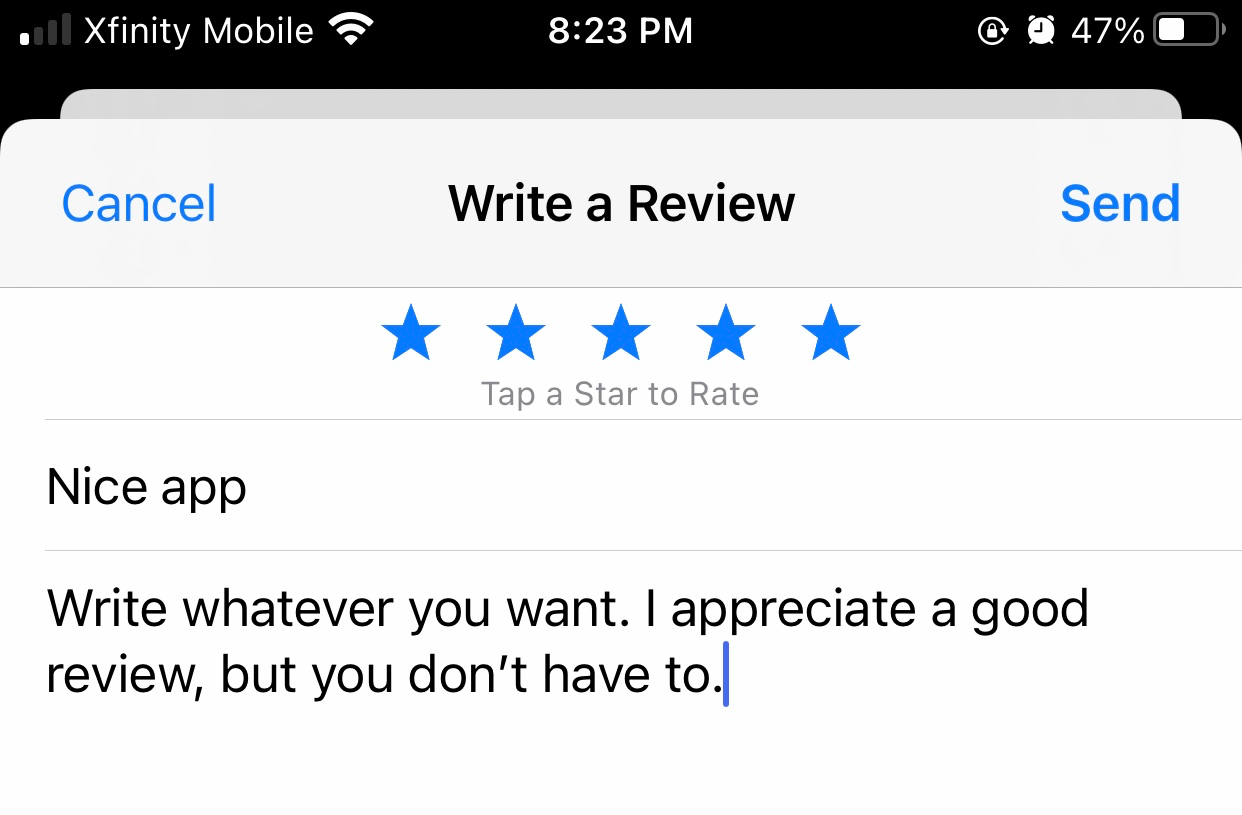 Xfinity Mobile 8:23 PM 47%
Cancel Write a Review Send
Tap a Star to Rate
Nice app
Write whatever you want. I appreciate a good
review, but you don’t have to.